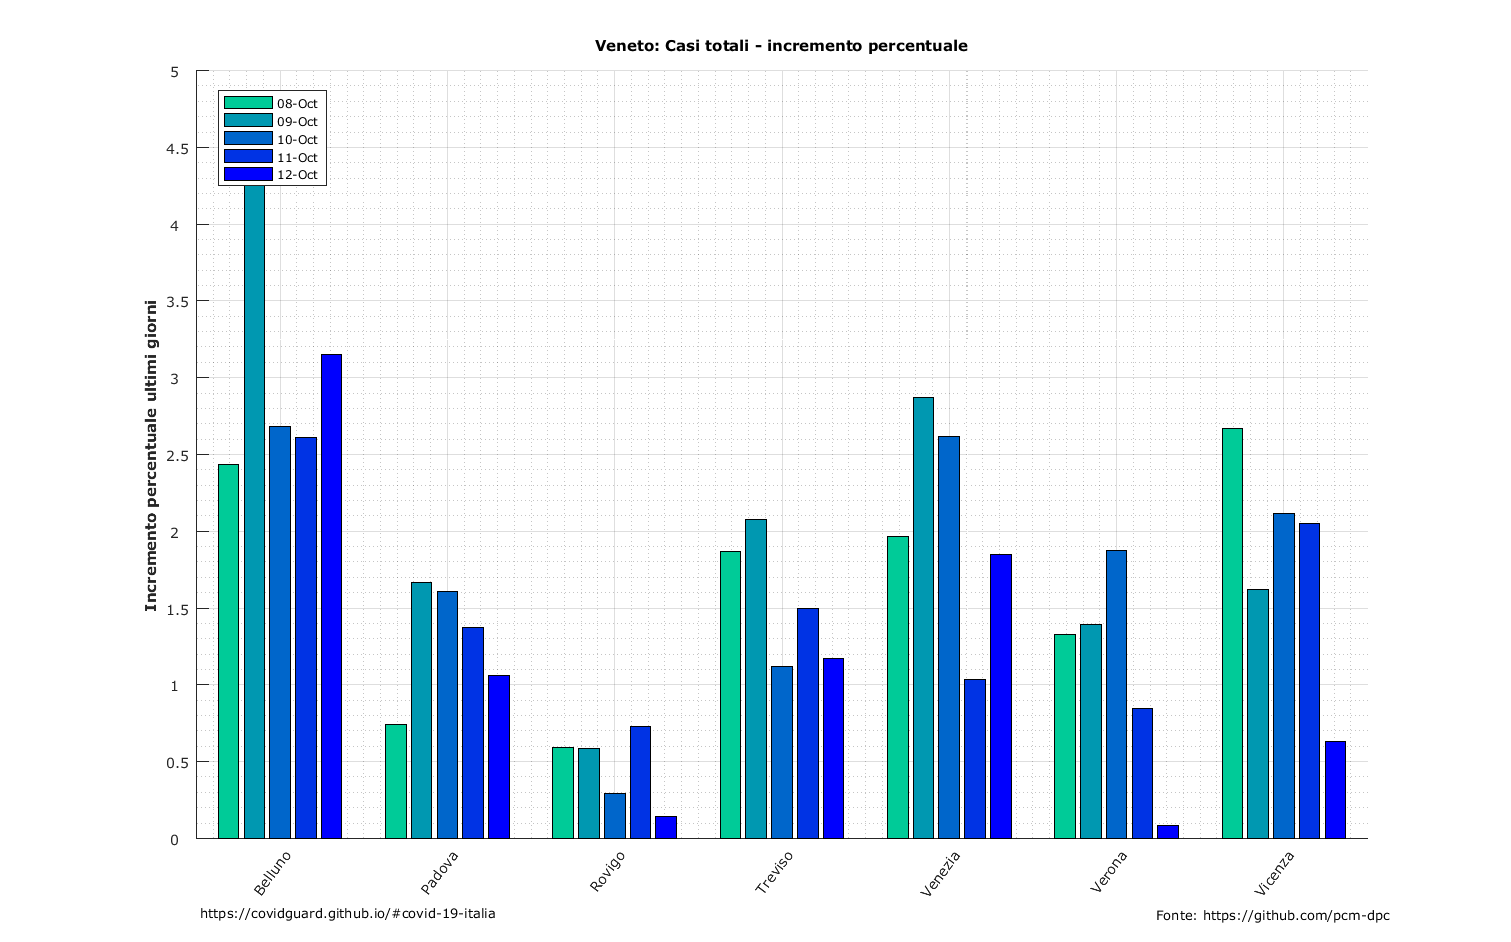 Veneto: Casi totali - incremento percentuale
5
4.5
4
3.5
3
2.5
2
1.5
1
0.5
0
Incremento percentuale ultimi giorni
08-Oct
09-Oct
10-Oct
11-Oct
12-Oct
Belluno
Padova
Rovigo
Treviso
Venezia
Verona
Vicenza
https://covidguard.github.io/#covid-19-italia
Fonte: https://github.com/pcm-dpc